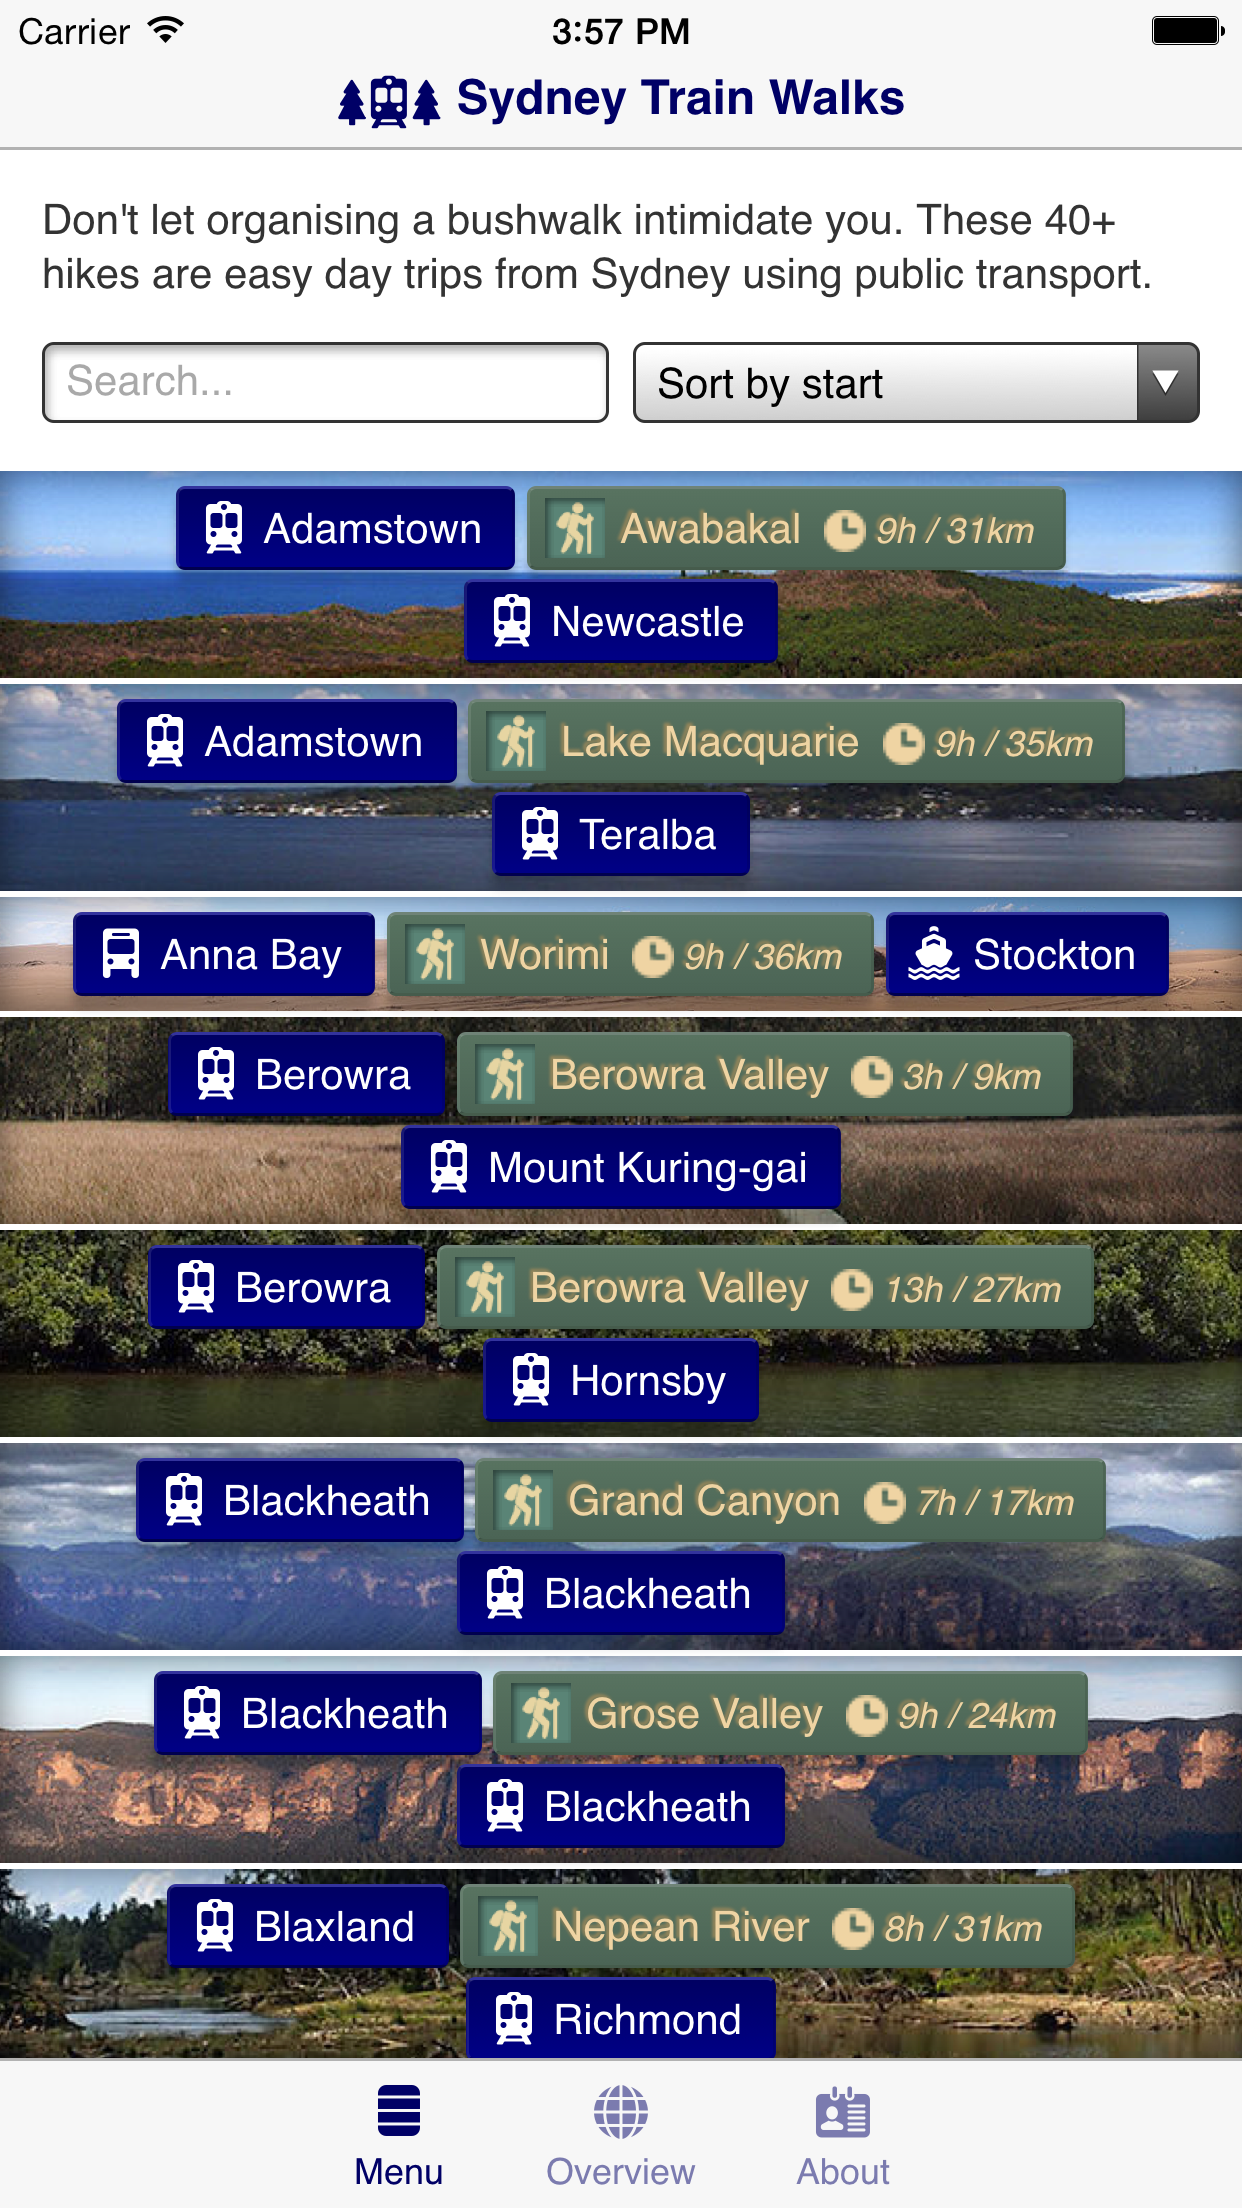 Carrier 3:57 PM
Sydney Train Walks
Don't let organising a bushwalk intimidate you. These 40+
hikes are easy day trips from Sydney using public transport.
Search... Sort by start
Adamstown Awabakal 9h / 31km
Newcastle
Adamstown Lake Macquarie 9h / 35km
Teralba
Anna Bay Worimi 9h / 36km Stockton
Berowra Berowra Valley 3h / 9km
Mount Kuring-gai
Berowra Berowra Valley 13h / 27km
Hornsby
Blackheath Grand Canyon 7h / 17km
Blackheath
Blackheath Grose Valley 9h / 24km
Blackheath
Blaxland Nepean River 8h / 31km
Richmond
Menu Overview About